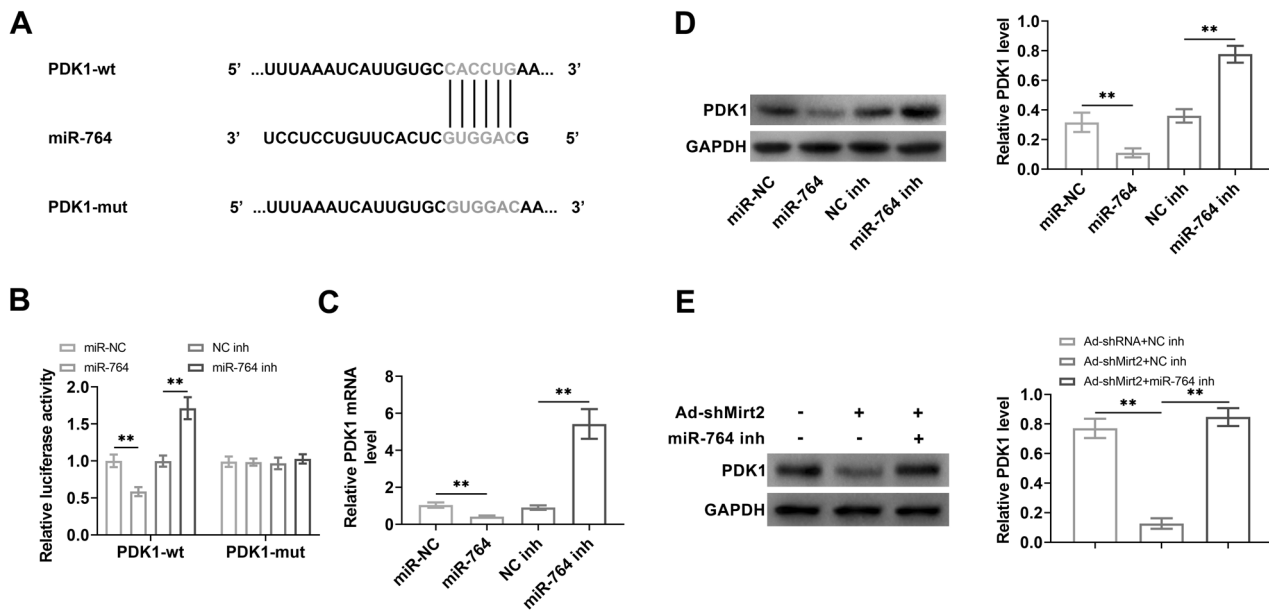 A
PDK1-wt 5’ ...UUUAAAUCAUUGUGCCACCUGAA... 3’
miR-764 3’ UCCUCCUGUUCACUCGUGGACG 5’
PDK1-mut 5’ ...UUUAAAUCAUUGUGCGUGGACAA... 3’
B
miR-NC NC inh
miR-764 miR-764 inh
Relative luciferase activity
2.0
1.5
1.0
0.5
0.0
** **
PDK1-wt PDK1-mut
C
Relative PDK1 mRNA
level
8
6
4
2
0
** **
miR-NC miR-764 NC inh miR-764 inh
D
PDK1
GAPDH
miR-NC miR-764 NC inh miR-764 inh
Relative PDK1 level
1.0
0.8
0.6
0.4
0.2
0.0
** **
miR-NC miR-764 NC inh miR-764 inh
E
Ad-shMirt2 - + +
miR-764 inh - - +
PDK1
GAPDH
Ad-shRNA+NC inh
Ad-shMirt2+NC inh
Ad-shMirt2+miR-764 inh
Relative PDK1 level
1.0
0.8
0.6
0.4
0.2
0.0
** **